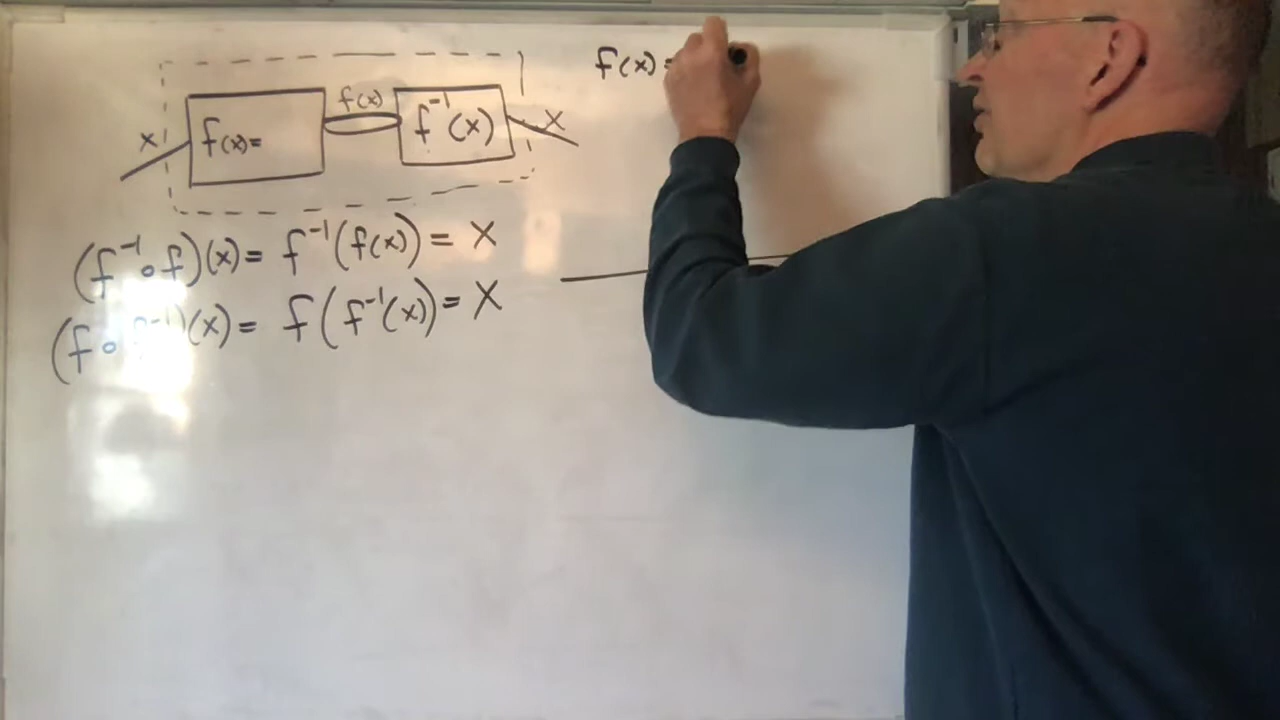 f(x)
x f(x)= f⁻¹(x) x
(f⁻¹∘f)(x)= f⁻¹(f(x))= x
(f∘f⁻¹)(x)= f(f⁻¹(x))= x
f(x)=